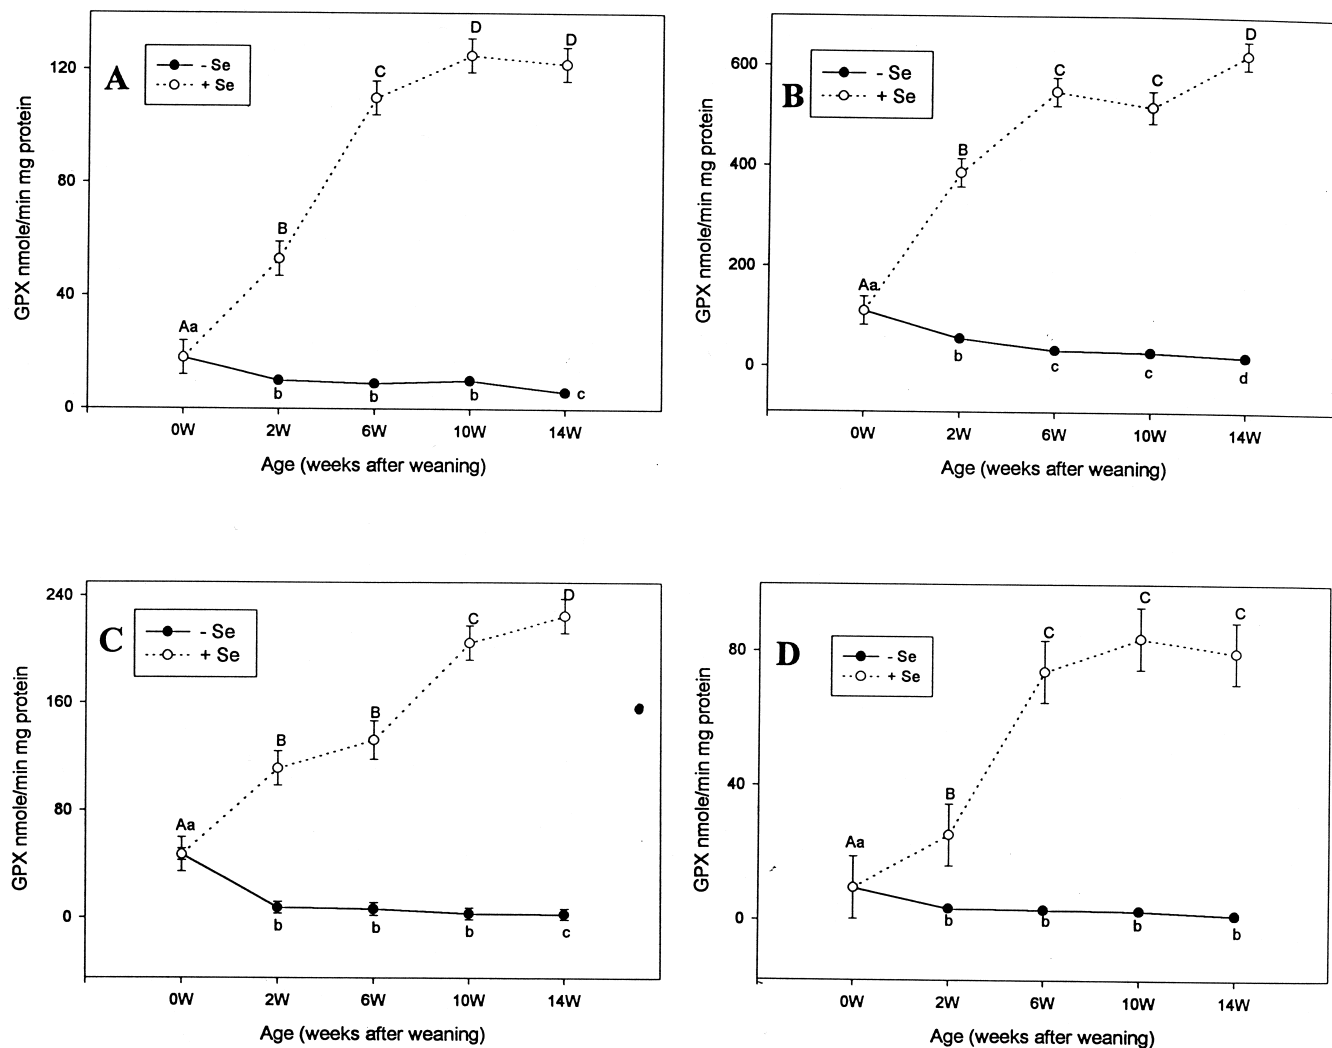 A
- Se
+ Se
GPX nmole/min mg protein
120
80
40
0
Aa
B
C
D
D
b
b
b
c
0W
2W
6W
10W
14W
Age (weeks after weaning)
B
- Se
+ Se
GPX nmole/min mg protein
600
400
200
0
Aa
B
C
C
D
b
c
c
d
0W
2W
6W
10W
14W
Age (weeks after weaning)
C
- Se
+ Se
GPX nmole/min mg protein
240
160
80
0
Aa
B
B
C
D
b
b
b
c
0W
2W
6W
10W
14W
Age (weeks after weaning)
D
- Se
+ Se
GPX nmole/min mg protein
80
40
0
Aa
B
C
C
C
b
b
b
b
0W
2W
6W
10W
14W
Age (weeks after weaning)